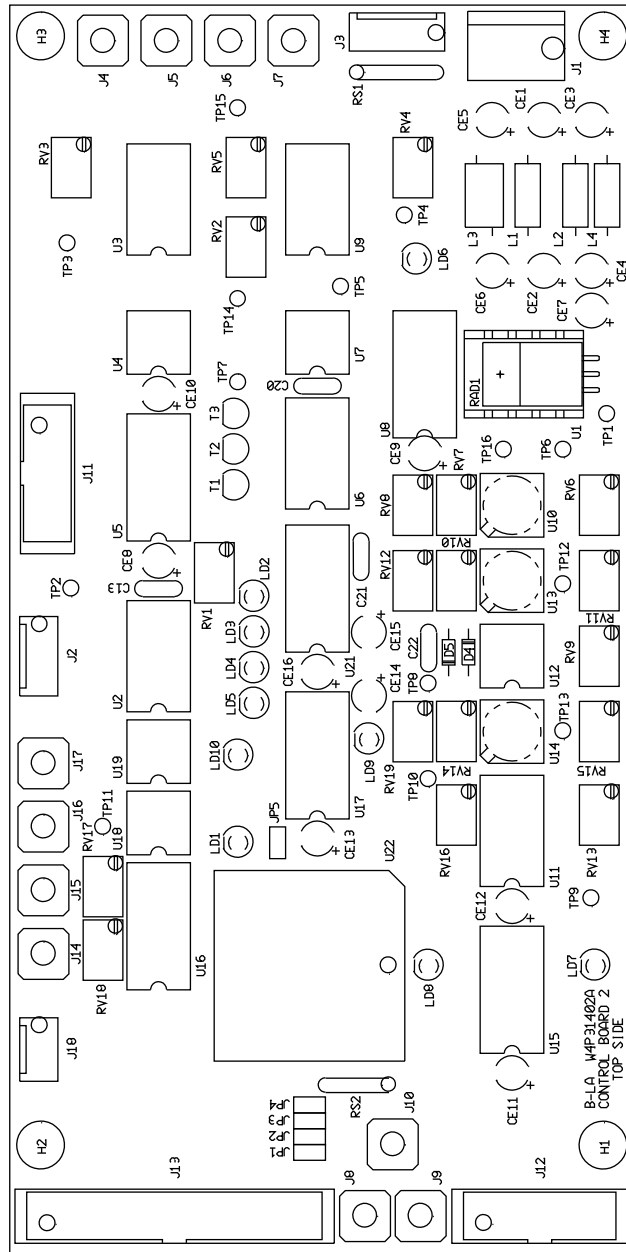 H3
J4
J5
J6
J7
J3
J1
H4
RS1
TP15
CE5
CE1
CE3
RV3
RV5
RV4
U3
U9
RV2
TP4
L3
L1
L2
L4
TP3
LD6
TP5
TP14
CE6
CE2
CE7
CE4
U4
U7
RAD1
CE10
TP7
C20
T3
T2
T1
U8
CE9
U1
TP1
J11
RV7
TP16
TP6
U5
U6
RV8
RV6
U10
CE8
RV10
LD2
RV12
TP12
TP2
C13
RV1
C21
U13
RV11
LD3
CE15
J2
LD4
CE16
U21
C22
D5
D4
RV9
U2
LD5
CE14
TP8
U12
TP13
J17
U19
LD10
LD9
RV19
RV14
U14
RV15
J16
TP11
TP10
U17
RV17
U18
LD1
JP5
CE13
U22
RV16
U11
RV13
J15
CE12
TP9
J14
RV18
U16
LD8
LD7
J18
U15
B-LA W4P31402A
CONTROL BOARD 2
TOP SIDE
CE11
RS2
JP4
JP3
JP2
JP1
J10
H2
H1
J13
J8
J9
J12